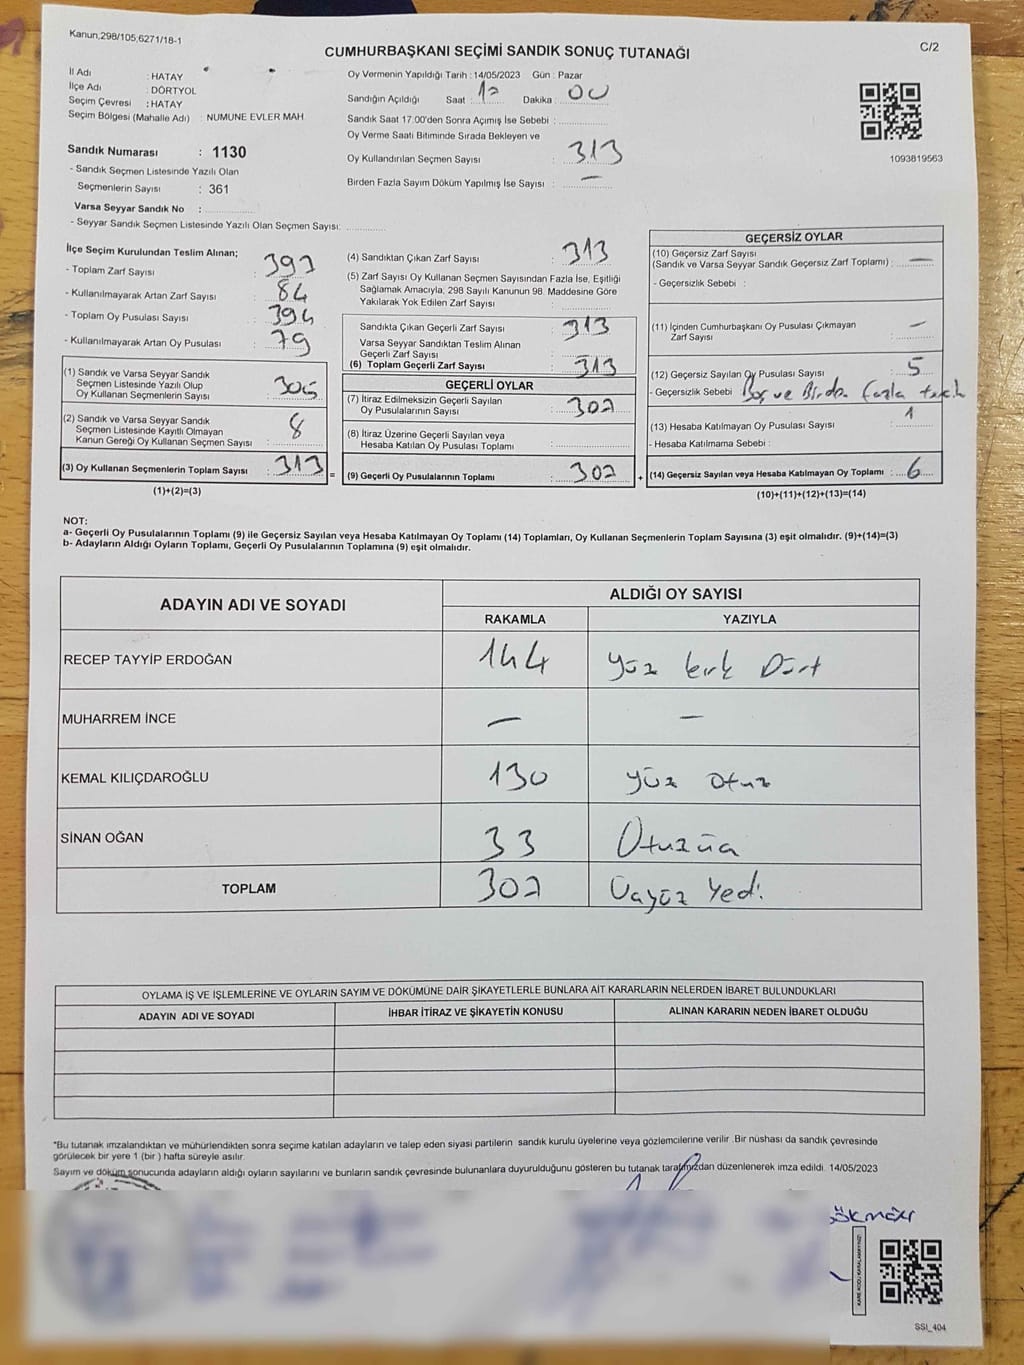 Kanun,298/105,6271/18-1
C/2
CUMHURBAŞKANI SEÇİMİ SANDIK SONUÇ TUTANAĞI
İl Adı : HATAY
İlçe Adı : DÖRTYOL
Seçim Çevresi : HATAY
Seçim Bölgesi (Mahalle Adı) : NUMUNE EVLER MAH.
Sandık Numarası : 1130
- Sandık Seçmen Listesinde Yazılı Olan
Seçmenlerin Sayısı : 361
Varsa Seyyar Sandık No :
- Seyyar Sandık Seçmen Listesinde Yazılı Olan Seçmen Sayısı:
Oy Vermenin Yapıldığı Tarih : 14/05/2023 Gün : Pazar
Sandığın Açıldığı Saat : 17 Dakika : 00
Sandık Saat 17:00'den Sonra Açımış İse Sebebi :
Oy Verme Saati Bitiminde Sırada Bekleyen ve
Oy Kullandırılan Seçmen Sayısı : 313
Birden Fazla Sayım Döküm Yapılmış İse Sayısı : —
1093819563
İlçe Seçim Kurulundan Teslim Alınan;
- Toplam Zarf Sayısı : 397
- Kullanılmayarak Artan Zarf Sayısı : 84
- Toplam Oy Pusulası Sayısı : 394
- Kullanılmayarak Artan Oy Pusulası : 79
(1) Sandık ve Varsa Seyyar Sandık
Seçmen Listesinde Yazılı Olup
Oy Kullanan Seçmenlerin Sayısı : 305
(2) Sandık ve Varsa Seyyar Sandık
Seçmen Listesinde Kayıtlı Olmayan
Kanun Gereği Oy Kullanan Seçmen Sayısı : 8
(3) Oy Kullanan Seçmenlerin Toplam Sayısı : 313
(1)+(2)=(3)
(4) Sandıktan Çıkan Zarf Sayısı : 313
(5) Zarf Sayısı Oy Kullanan Seçmen Sayısından Fazla İse, Eşitliği
Sağlamak Amacıyla, 298 Sayılı Kanunun 98. Maddesine Göre
Yakılarak Yok Edilen Zarf Sayısı :
Sandıkta Çıkan Geçerli Zarf Sayısı : 313
Varsa Seyyar Sandıktan Teslim Alınan
Geçerli Zarf Sayısı :
(6) Toplam Geçerli Zarf Sayısı : 313
GEÇERLİ OYLAR
(7) İtiraz Edilmeksizin Geçerli Sayılan
Oy Pusulalarının Sayısı : 307
(8) İtiraz Üzerine Geçerli Sayılan veya
Hesaba Katılan Oy Pusulası Toplamı :
= (9) Geçerli Oy Pusulalarının Toplamı : 307
GEÇERSİZ OYLAR
(10) Geçersiz Zarf Sayısı
(Sandık ve Varsa Seyyar Sandık Geçersiz Zarf Toplamı) : —
- Geçersizlik Sebebi :
(11) İçinden Cumhurbaşkanı Oy Pusulası Çıkmayan
Zarf Sayısı : —
(12) Geçersiz Sayılan Oy Pusulası Sayısı : 5
- Geçersizlik Sebebi : Boş ve Birden fazla tercih
(13) Hesaba Katılmayan Oy Pusulası Sayısı : 1
- Hesaba Katılmama Sebebi :
+ (14) Geçersiz Sayılan veya Hesaba Katılmayan Oy Toplamı : 6
(10)+(11)+(12)+(13)=(14)
NOT:
a- Geçerli Oy Pusulalarının Toplamı (9) ile Geçersiz Sayılan veya Hesaba Katılmayan Oy Toplamı (14) Toplamları, Oy Kullanan Seçmenlerin Toplam Sayısına (3) eşit olmalıdır. (9)+(14)=(3)
b- Adayların Aldığı Oyların Toplamı, Geçerli Oy Pusulalarının Toplamına (9) eşit olmalıdır.
ADAYIN ADI VE SOYADI ALDIĞI OY SAYISI
RAKAMLA YAZIYLA
RECEP TAYYİP ERDOĞAN 144 Yüz kırk Dört
MUHARREM İNCE — —
KEMAL KILIÇDAROĞLU 130 Yüz Otuz
SİNAN OĞAN 33 Otuzüç
TOPLAM 307 Üçyüz Yedi
OYLAMA İŞ VE İŞLEMLERİNE VE OYLARIN SAYIM VE DÖKÜMÜNE DAİR ŞİKAYETLERLE BUNLARA AİT KARARLARIN NELERDEN İBARET BULUNDUKLARI
ADAYIN ADI VE SOYADI İHBAR İTİRAZ VE ŞİKAYETİN KONUSU ALINAN KARARIN NEDEN İBARET OLDUĞU
*Bu tutanak imzalandıktan ve mühürlendikten sonra seçime katılan adayların ve talep eden siyasi partilerin sandık kurulu üyelerine veya gözlemcilerine verilir .Bir nüshası da sandık çevresinde
görülecek bir yere 1 (bir ) hafta süreyle asılır.
Sayım ve döküm sonucunda adayların aldığı oyların sayılarını ve bunların sandık çevresinde bulunanlara duyurulduğunu gösteren bu tutanak tarafımızdan düzenlenerek imza edildi. 14/05/2023
KARE KODU KARALAMAYINIZ!
SSI_404